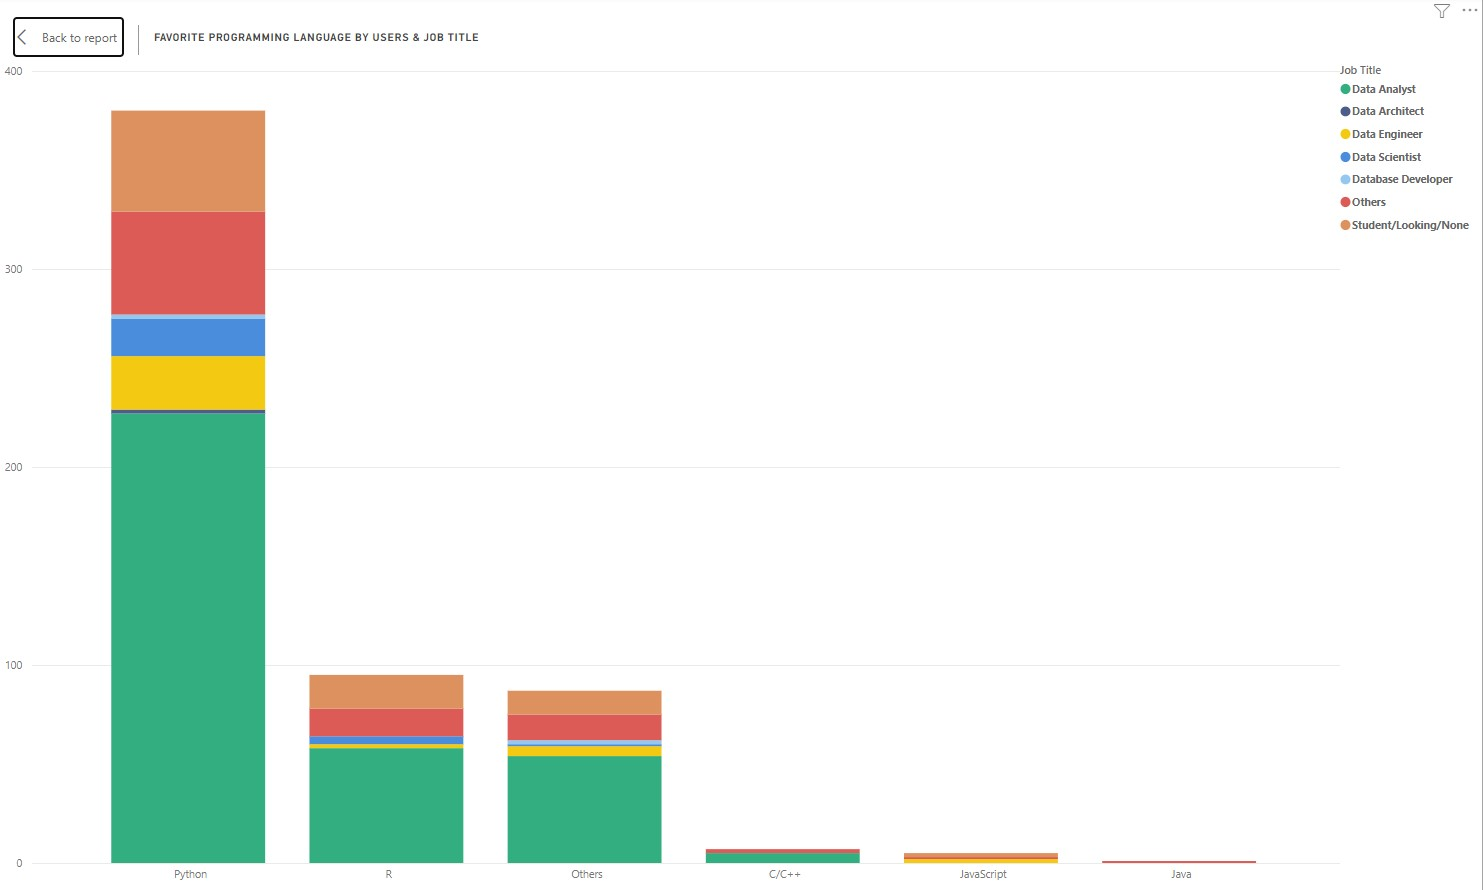 Back to report
FAVORITE PROGRAMMING LANGUAGE BY USERS & JOB TITLE
Job Title
Data Analyst
Data Architect
Data Engineer
Data Scientist
Database Developer
Others
Student/Looking/None
400
300
200
100
0
Python R Others C/C++ JavaScript Java